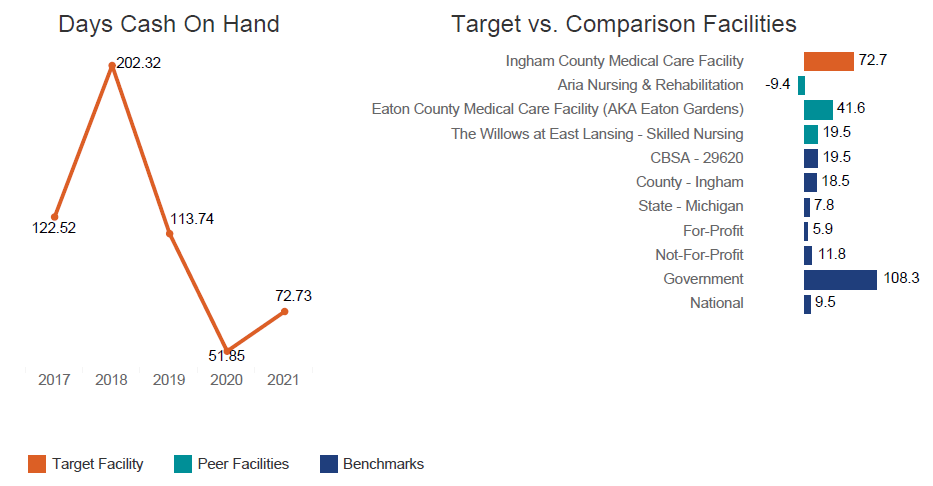 Days Cash On Hand
202.32
122.52
113.74
51.85
72.73
2017 2018 2019 2020 2021
Target vs. Comparison Facilities
Ingham County Medical Care Facility 72.7
Aria Nursing & Rehabilitation -9.4
Eaton County Medical Care Facility (AKA Eaton Gardens) 41.6
The Willows at East Lansing - Skilled Nursing 19.5
CBSA - 29620 19.5
County - Ingham 18.5
State - Michigan 7.8
For-Profit 5.9
Not-For-Profit 11.8
Government 108.3
National 9.5
Target Facility Peer Facilities Benchmarks